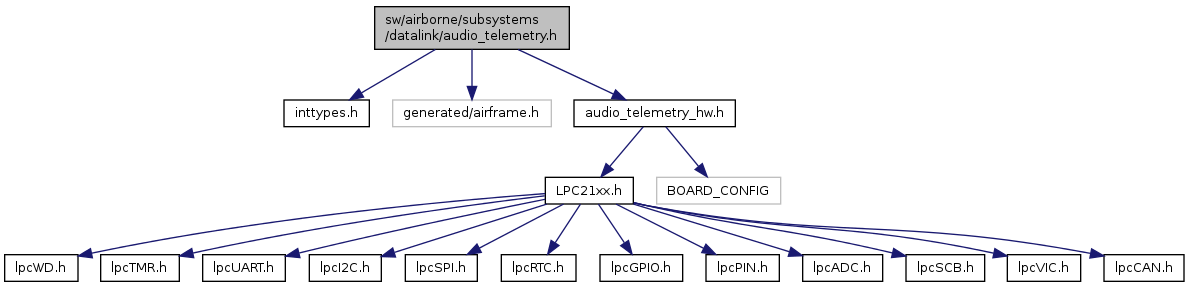 sw/airborne/subsystems
/datalink/audio_telemetry.h
inttypes.h
generated/airframe.h
audio_telemetry_hw.h
LPC21xx.h
BOARD_CONFIG
lpcWD.h
lpcTMR.h
lpcUART.h
lpcI2C.h
lpcSPI.h
lpcRTC.h
lpcGPIO.h
lpcPIN.h
lpcADC.h
lpcSCB.h
lpcVIC.h
lpcCAN.h